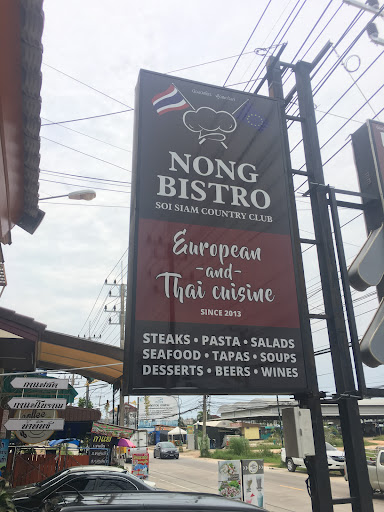 NONG
BISTRO
SOI SIAM COUNTRY CLUB
European
-and-
Thai cuisine
SINCE 2013
STEAKS • PASTA • SALADS
SEAFOOD • TAPAS • SOUPS
DESSERTS • BEERS • WINES